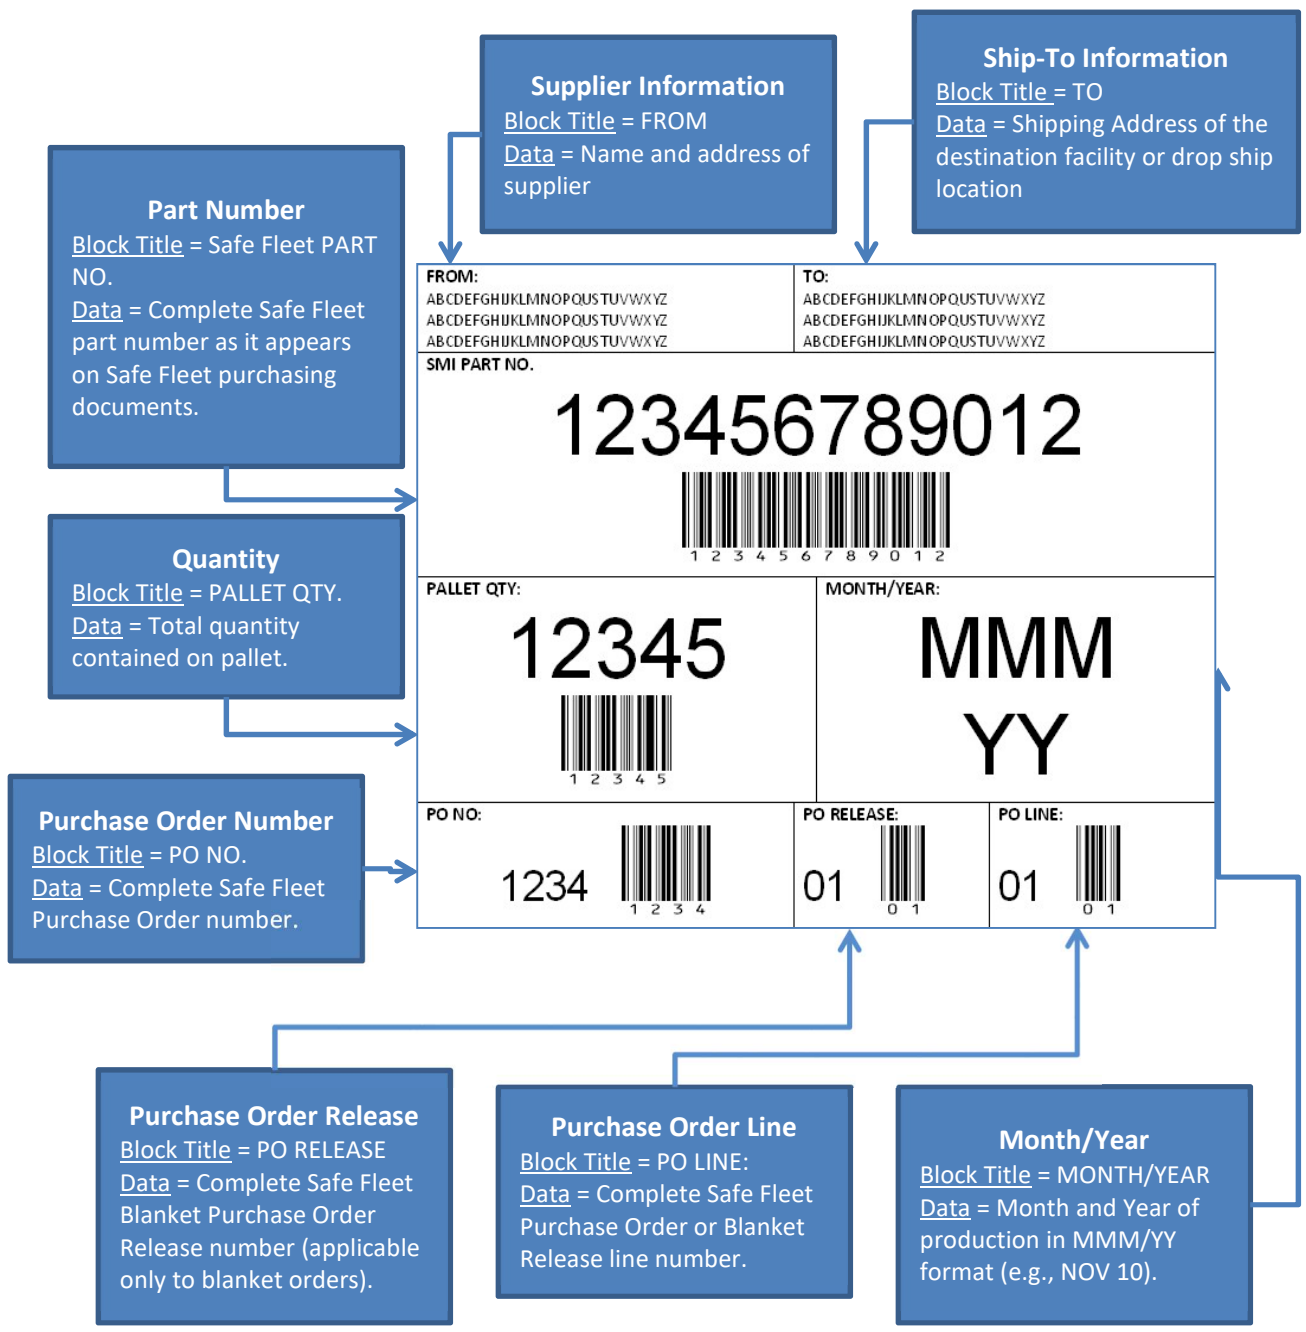 Supplier Information
Block Title = FROM
Data = Name and address of
supplier
Ship-To Information
Block Title = TO
Data = Shipping Address of the
destination facility or drop ship
location
Part Number
Block Title = Safe Fleet PART
NO.
Data = Complete Safe Fleet
part number as it appears
on Safe Fleet purchasing
documents.
Quantity
Block Title = PALLET QTY.
Data = Total quantity
contained on pallet.
Purchase Order Number
Block Title = PO NO.
Data = Complete Safe Fleet
Purchase Order number.
FROM:
ABCDEFGHIJKLMNOPQUSTUVWXYZ
ABCDEFGHIJKLMNOPQUSTUVWXYZ
ABCDEFGHIJKLMNOPQUSTUVWXYZ
TO:
ABCDEFGHIJKLMNOPQUSTUVWXYZ
ABCDEFGHIJKLMNOPQUSTUVWXYZ
ABCDEFGHIJKLMNOPQUSTUVWXYZ
SMI PART NO.
123456789012
1 2 3 4 5 6 7 8 9 0 1 2
PALLET QTY:
12345
1 2 3 4 5
MONTH/YEAR:
MMM
YY
PO NO:
1234
1 2 3 4
PO RELEASE:
01
0 1
PO LINE:
01
0 1
Purchase Order Release
Block Title = PO RELEASE
Data = Complete Safe Fleet
Blanket Purchase Order
Release number (applicable
only to blanket orders).
Purchase Order Line
Block Title = PO LINE:
Data = Complete Safe Fleet
Purchase Order or Blanket
Release line number.
Month/Year
Block Title = MONTH/YEAR
Data = Month and Year of
production in MMM/YY
format (e.g., NOV 10).